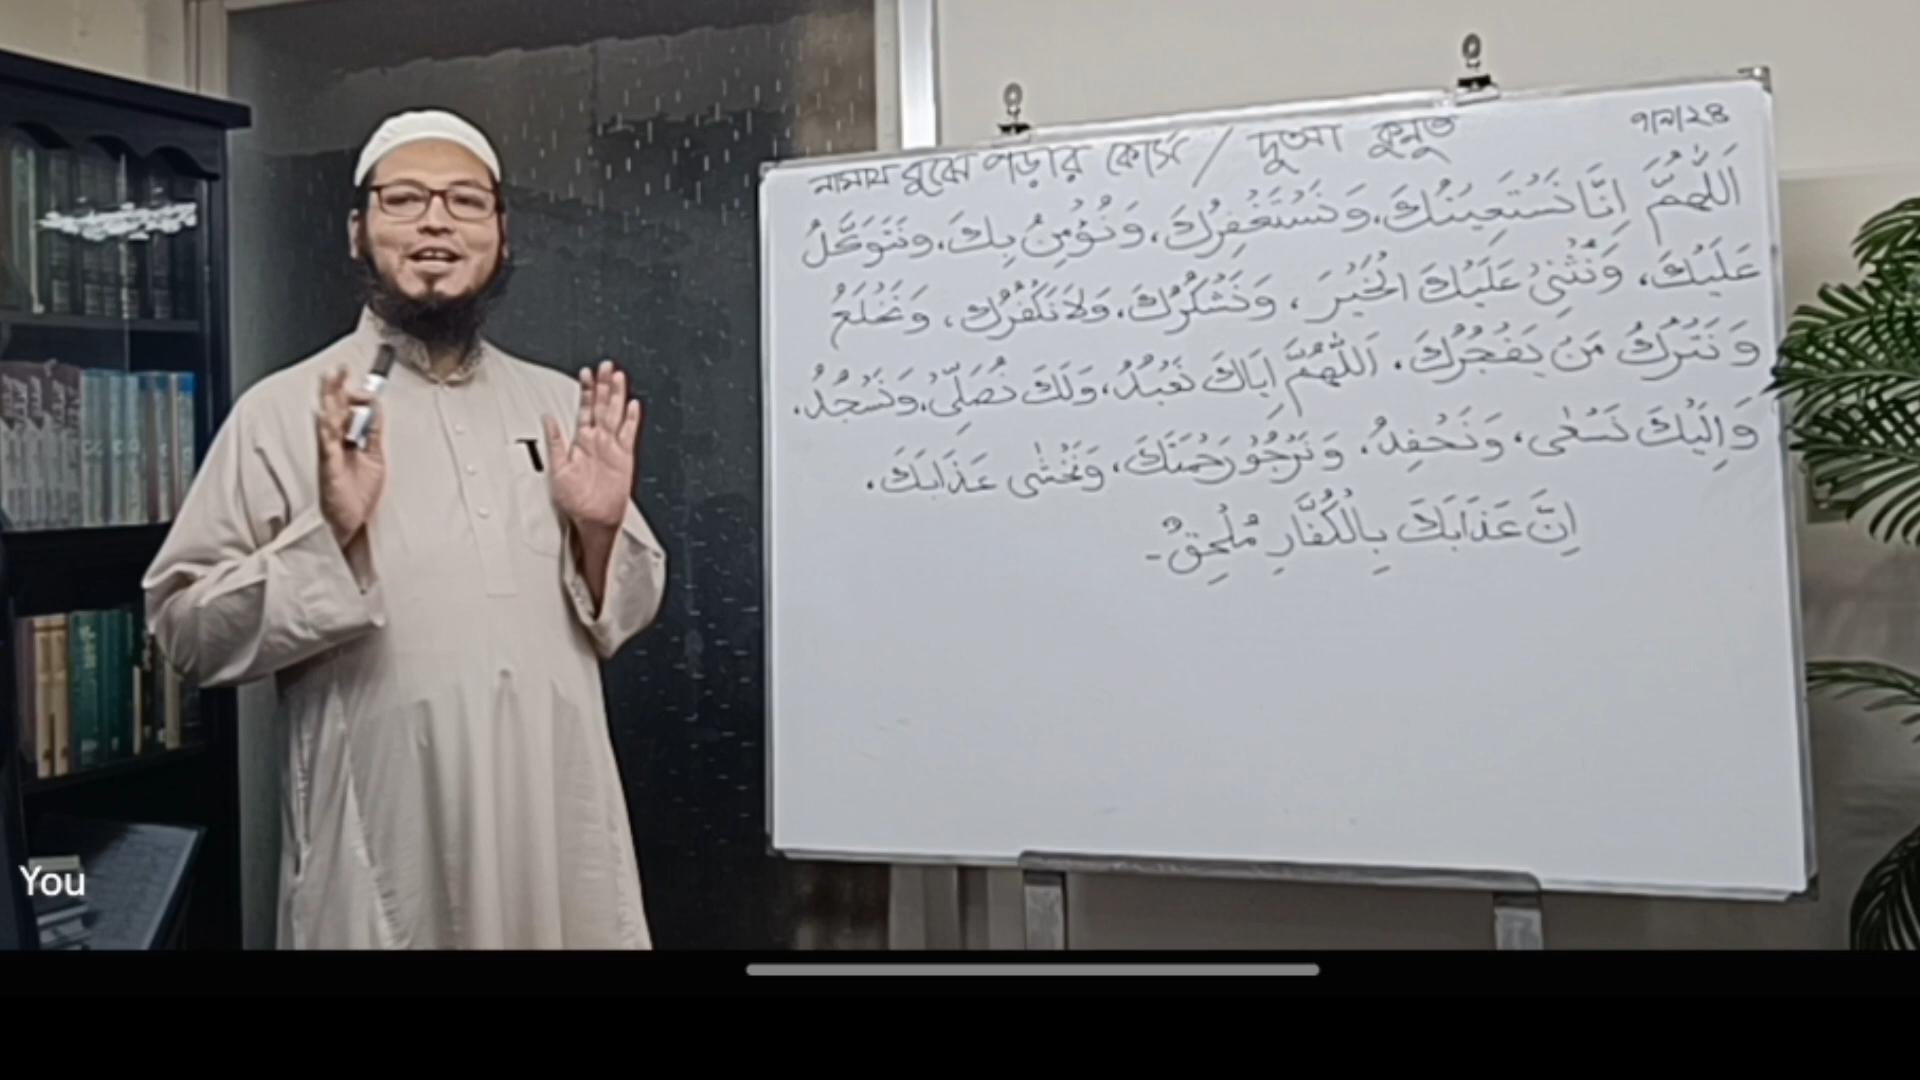 নামায বুঝে পড়ার কোর্স / দুআ কুনুত ৭/৯/২৪
اَللّٰهُمَّ اِنَّا نَسْتَعِيْنُكَ، وَنَسْتَغْفِرُكَ، وَنُؤْمِنُ بِكَ، وَنَتَوَكَّلُ
عَلَيْكَ، وَنُثْنِىْ عَلَيْكَ الْخَيْرَ، وَنَشْكُرُكَ، وَلَا نَكْفُرُكَ، وَنَخْلَعُ
وَنَتْرُكُ مَنْ يَفْجُرُكَ. اَللّٰهُمَّ اِيَّاكَ نَعْبُدُ، وَلَكَ نُصَلِّىْ، وَنَسْجُدُ،
وَاِلَيْكَ نَسْعٰى، وَنَحْفِدُ، وَنَرْجُوْ رَحْمَتَكَ، وَنَخْشٰى عَذَابَكَ.
اِنَّ عَذَابَكَ بِالْكُفَّارِ مُلْحِقٌ -
You